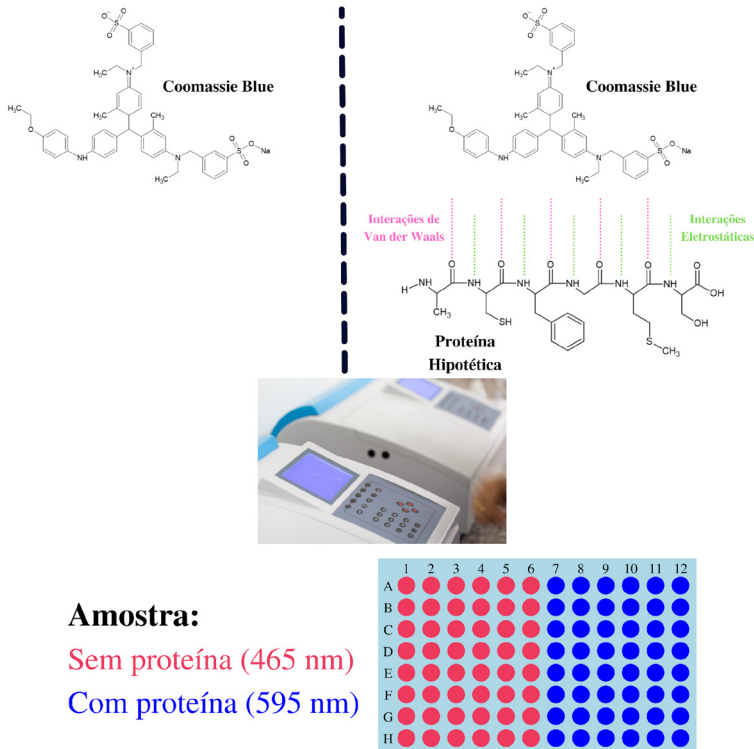 Coomassie Blue
Coomassie Blue
Interações de
Van der Waals
Interações
Eletrostáticas
Proteína
Hipotética
Amostra:
Sem proteína (465 nm)
Com proteína (595 nm)
1 2 3 4 5 6 7 8 9 10 11 12
A
B
C
D
E
F
G
H